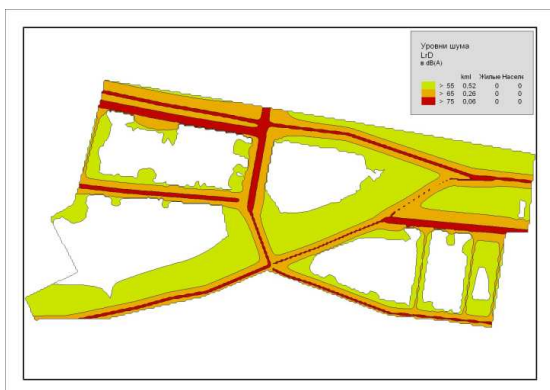 Уровни шума
LrD
в dB(A)
kml Жилые Населе
> 55 0,52 0 0
> 65 0,26 0 0
> 75 0,06 0 0